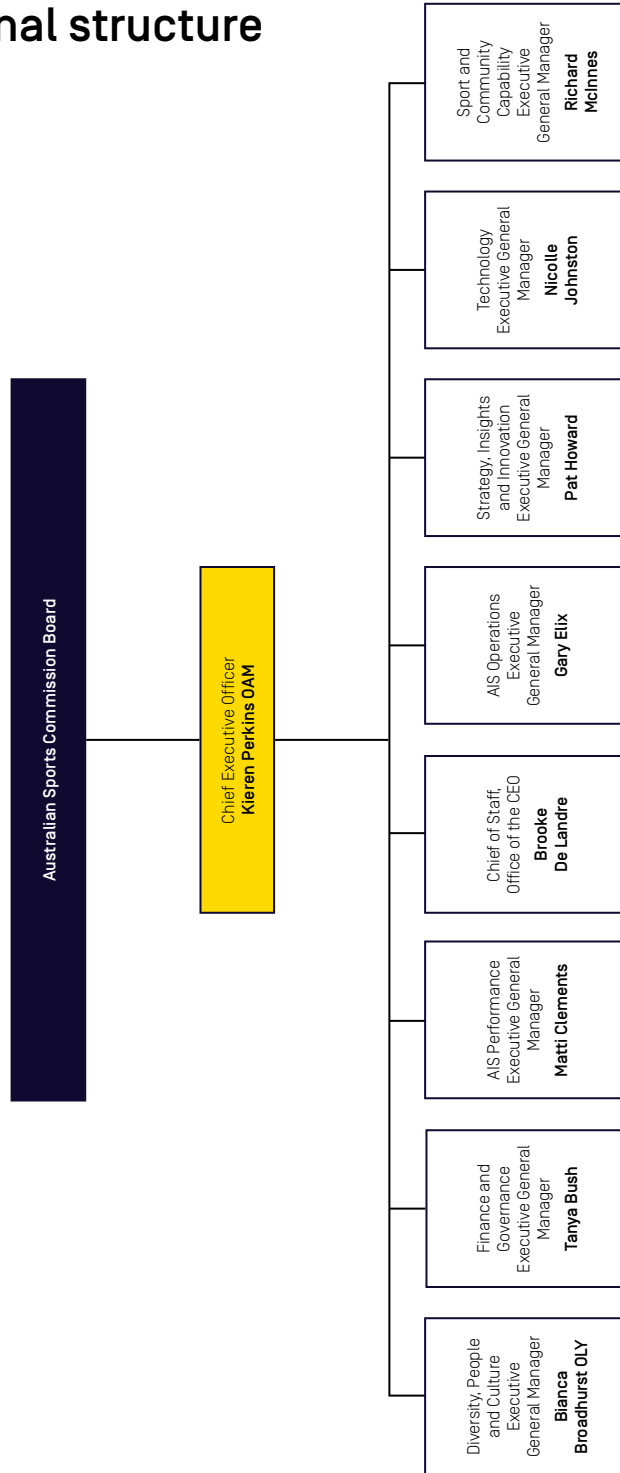 nal structure
Australian Sports Commission Board
Chief Executive Officer
Kieren Perkins OAM
Diversity, People
and Culture
Executive
General Manager
Bianca
Broadhurst OLY
Finance and
Governance
Executive General
Manager
Tanya Bush
AIS Performance
Executive General
Manager
Matti Clements
Chief of Staff,
Office of the CEO
Brooke
De Landre
AIS Operations
Executive
General Manager
Gary Elix
Strategy, Insights
and Innovation
Executive General
Manager
Pat Howard
Technology
Executive General
Manager
Nicolle
Johnston
Sport and
Community
Capability
Executive
General Manager
Richard
McInnes